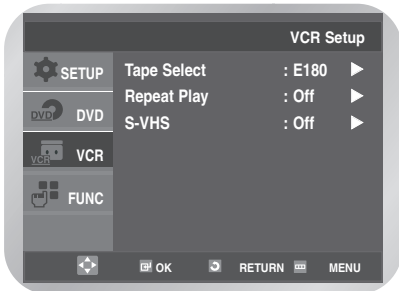 VCR Setup
SETUP
Tape Select : E180
Repeat Play : Off
DVD DVD
S-VHS : Off
VCR VCR
FUNC
OK RETURN MENU